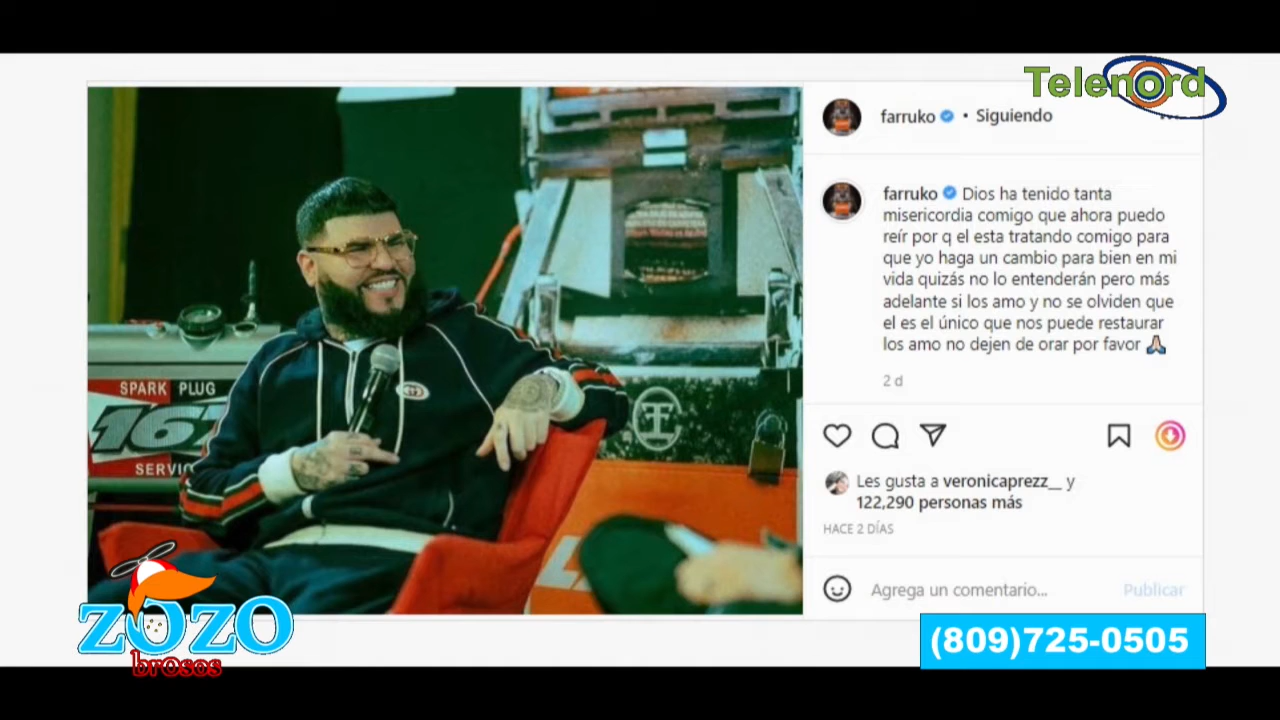 Telenord
farruko • Siguiendo
farruko Dios ha tenido tanta
misericordia comigo que ahora puedo
reír por q el esta tratando comigo para
que yo haga un cambio para bien en mi
vida quizás no lo entenderán pero más
adelante si los amo y no se olviden que
el es el único que nos puede restaurar
los amo no dejen de orar por favor 🙏🏻
2 d
Les gusta a veronicaprezz__ y
122,290 personas más
HACE 2 DÍAS
Agrega un comentario... Publicar
SPARK PLUG
167
SERVIC
ZOZO
brosos
(809)725-0505